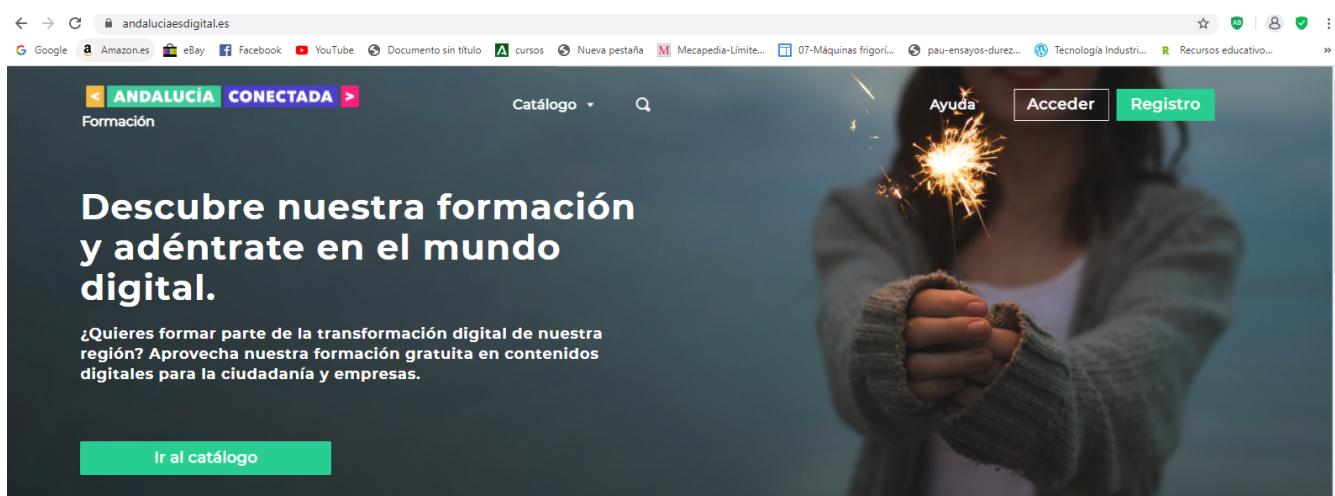 andaluciaesdigital.es
Google Amazon.es eBay Facebook YouTube Documento sin título cursos Nueva pestaña Mecapedia-Límite... 07-Máquinas frigorí... pau-ensayos-durez... Tecnología Industri... Recursos educativo... »
< ANDALUCÍA CONECTADA >
Formación
Catálogo
Ayuda
Acceder
Registro
Descubre nuestra formación
y adéntrate en el mundo
digital.
¿Quieres formar parte de la transformación digital de nuestra
región? Aprovecha nuestra formación gratuita en contenidos
digitales para la ciudadanía y empresas.
Ir al catálogo